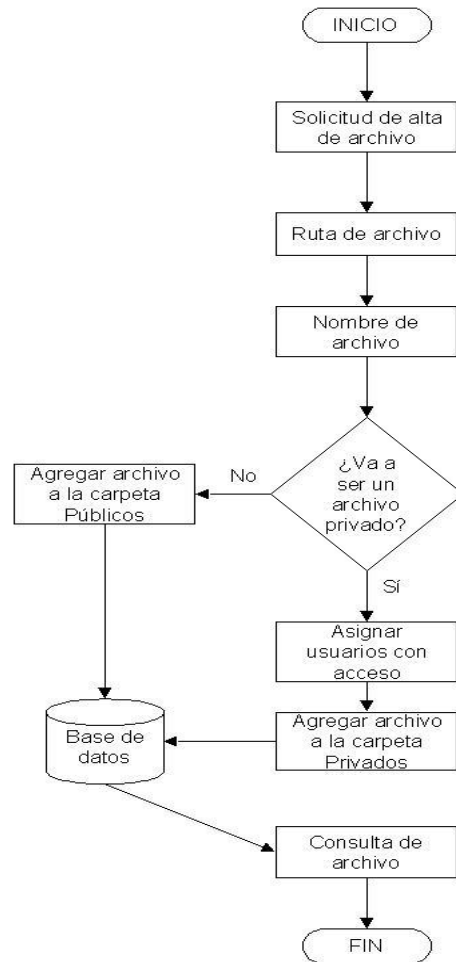 INICIO
Solicitud de alta
de archivo
Ruta de archivo
Nombre de
archivo
¿Va a
ser un
archivo
privado?
No
Agregar archivo
a la carpeta
Públicos
Sí
Asignar
usuarios con
acceso
Agregar archivo
a la carpeta
Privados
Base de
datos
Consulta de
archivo
FIN